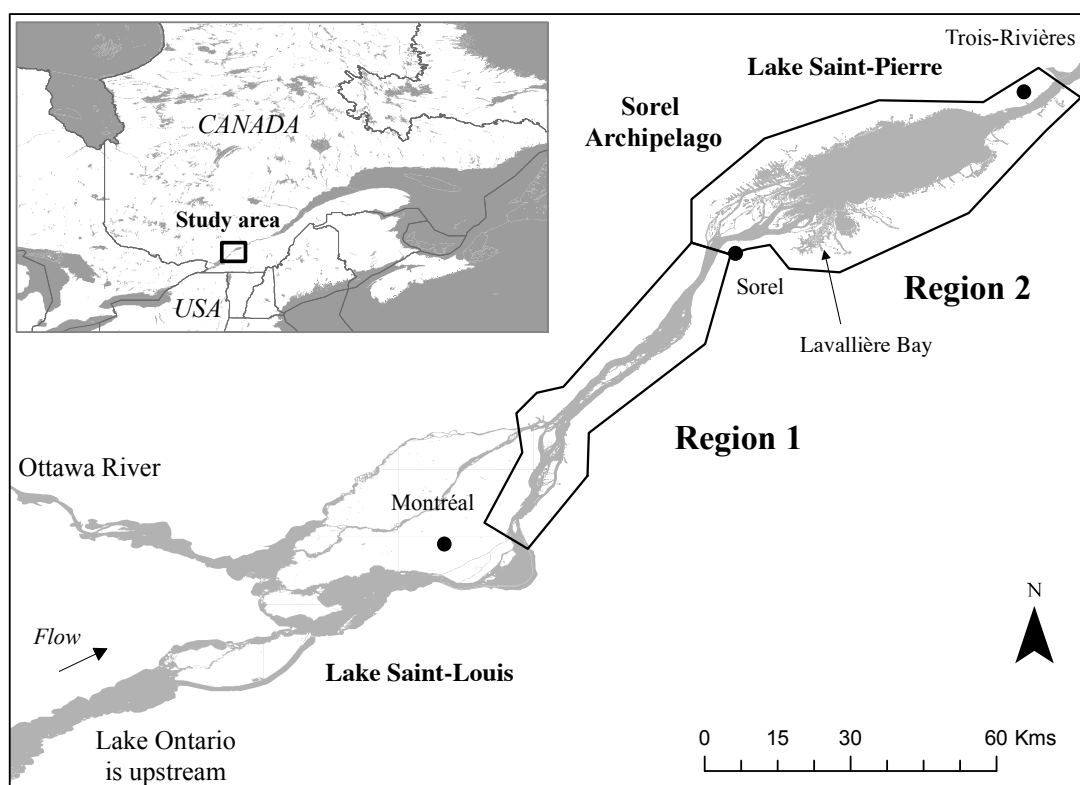 CANADA
Study area
USA
Trois-Rivières
Lake Saint-Pierre
Sorel
Archipelago
Sorel
Region 2
Lavallière Bay
Region 1
Ottawa River
Montréal
Flow
Lake Saint-Louis
Lake Ontario
is upstream
N
0 15 30 60 Kms